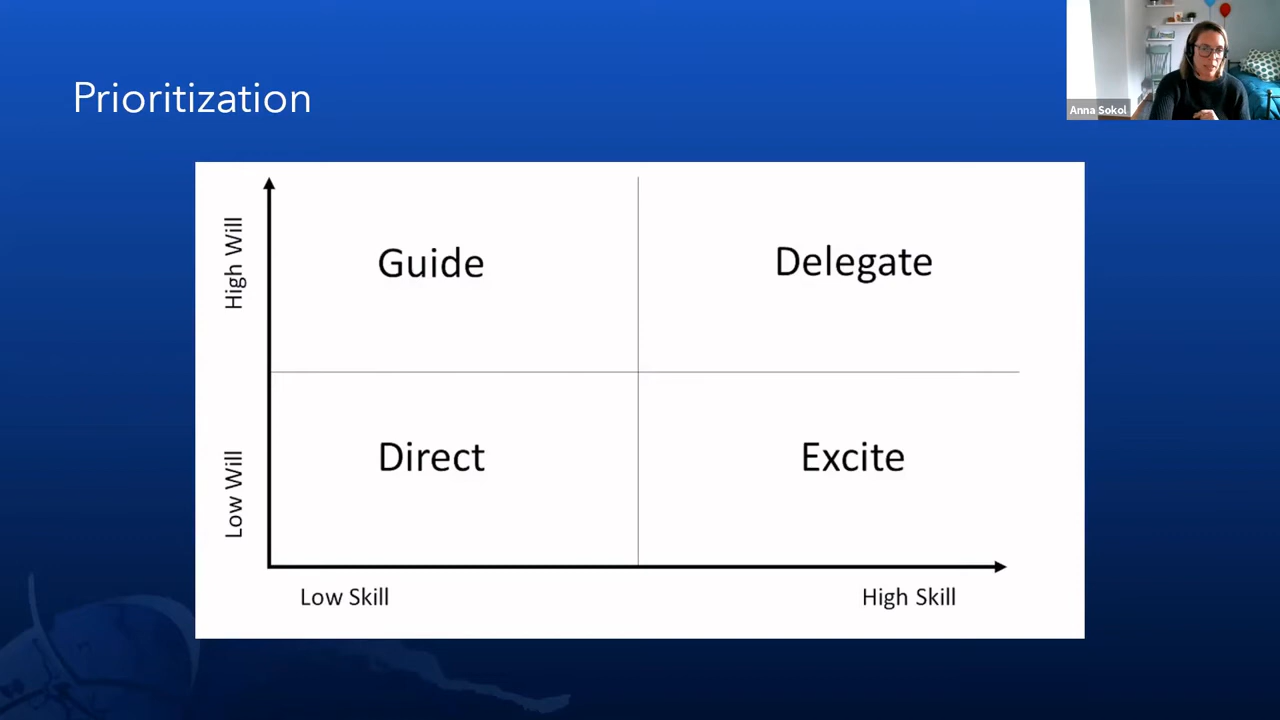 Prioritization
Anna Sokol
High Will
Guide
Delegate
Low Will
Direct
Excite
Low Skill
High Skill